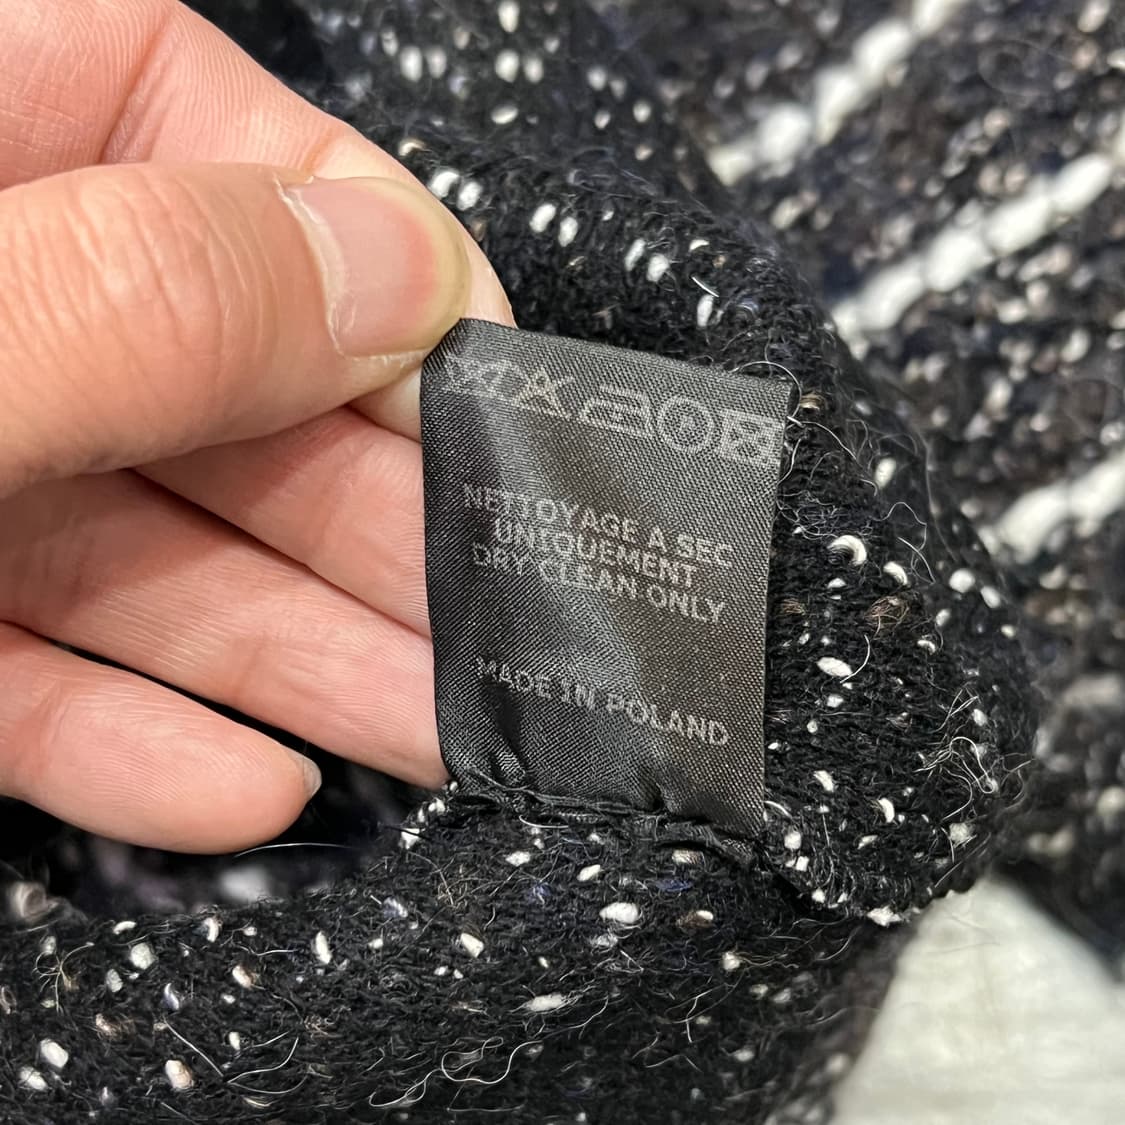 NETTOYAGE A SEC
UNIQUEMENT
DRY CLEAN ONLY
MADE IN POLAND